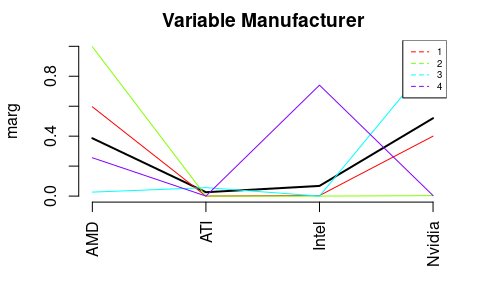 Variable Manufacturer
marg
0.8
0.4
0.0
1
2
3
4
AMD
ATI
Intel
Nvidia